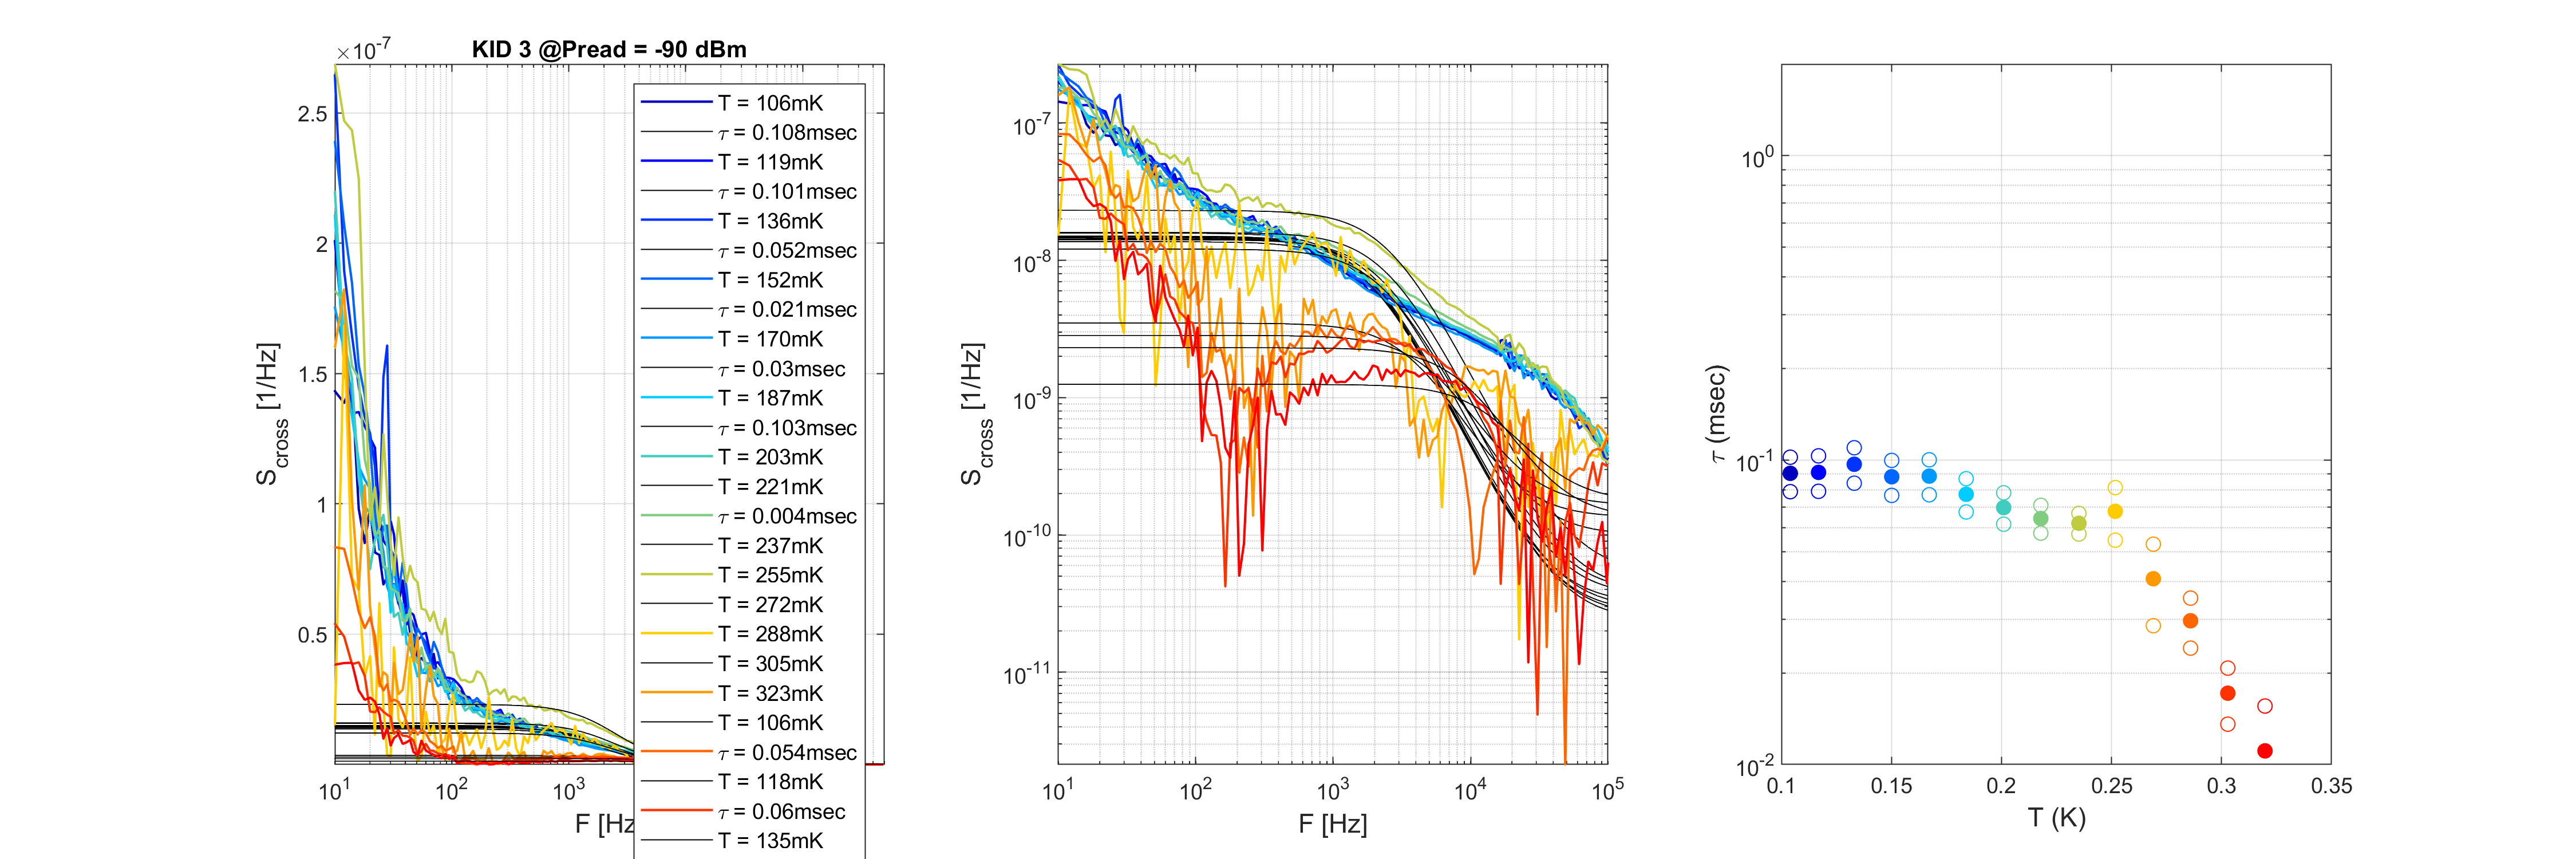 KID 3 @Pread = -90 dBm
×10-7
2.5
2
1.5
1
0.5
Scross [1/Hz]
101 102 103
F [Hz
T = 106mK
τ = 0.108msec
T = 119mK
τ = 0.101msec
T = 136mK
τ = 0.052msec
T = 152mK
τ = 0.021msec
T = 170mK
τ = 0.03msec
T = 187mK
τ = 0.103msec
T = 203mK
T = 221mK
τ = 0.004msec
T = 237mK
T = 255mK
T = 272mK
T = 288mK
T = 305mK
T = 323mK
T = 106mK
τ = 0.054msec
T = 118mK
τ = 0.06msec
T = 135mK
10-7
10-8
10-9
10-10
10-11
Scross [1/Hz]
101 102 103 104 105
F [Hz]
100
10-1
10-2
τ (msec)
0.1 0.15 0.2 0.25 0.3 0.35
T (K)